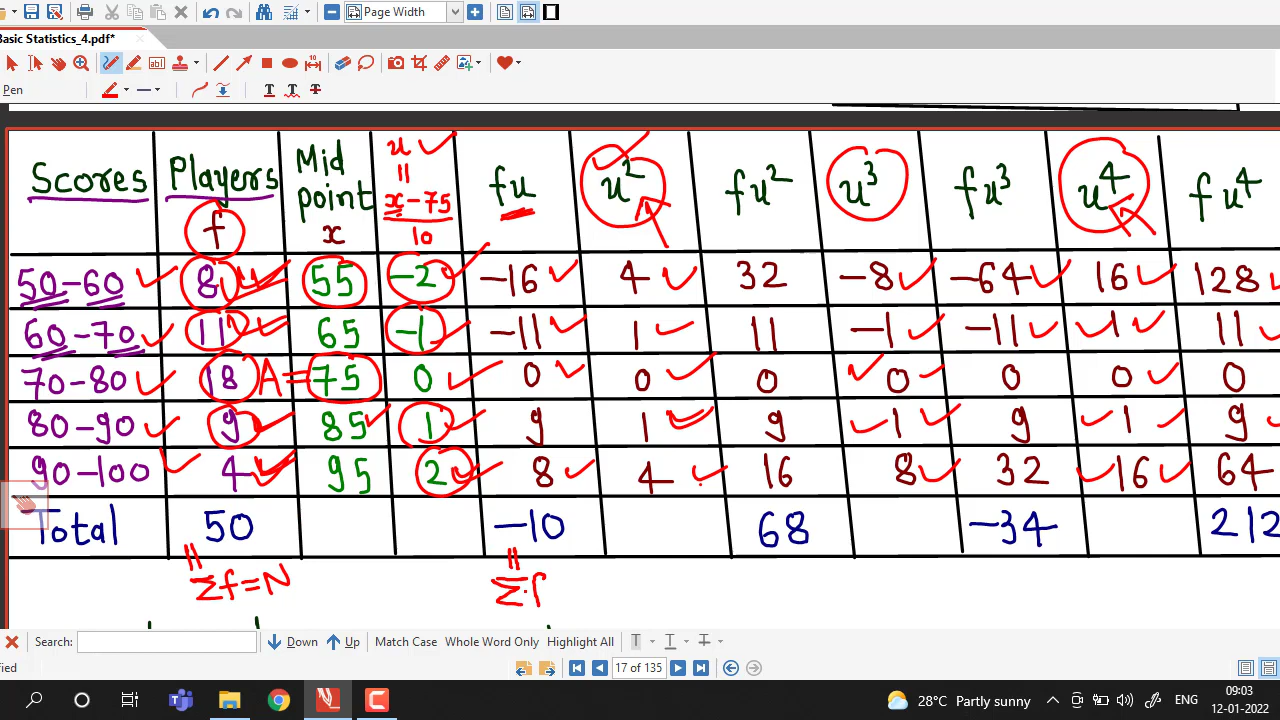 Page Width
Basic Statistics_4.pdf*
Pen
Scores Players f Mid point x u = x-75/10 fu u² fu² u³ fu³ u⁴ fu⁴
50-60 8 55 -2 -16 4 32 -8 -64 16 128
60-70 11 65 -1 -11 1 11 -1 -11 1 11
70-80 18 A=75 0 0 0 0 0 0 0 0
80-90 9 85 1 9 1 9 1 9 1 9
90-100 4 95 2 8 4 16 8 32 16 64
Total 50 -10 68 -34 212
= =
Σf=N Σf
Search: Down Up Match Case Whole Word Only Highlight All T T T
fied 17 of 135
28°C Partly sunny ENG 09:03
12-01-2022